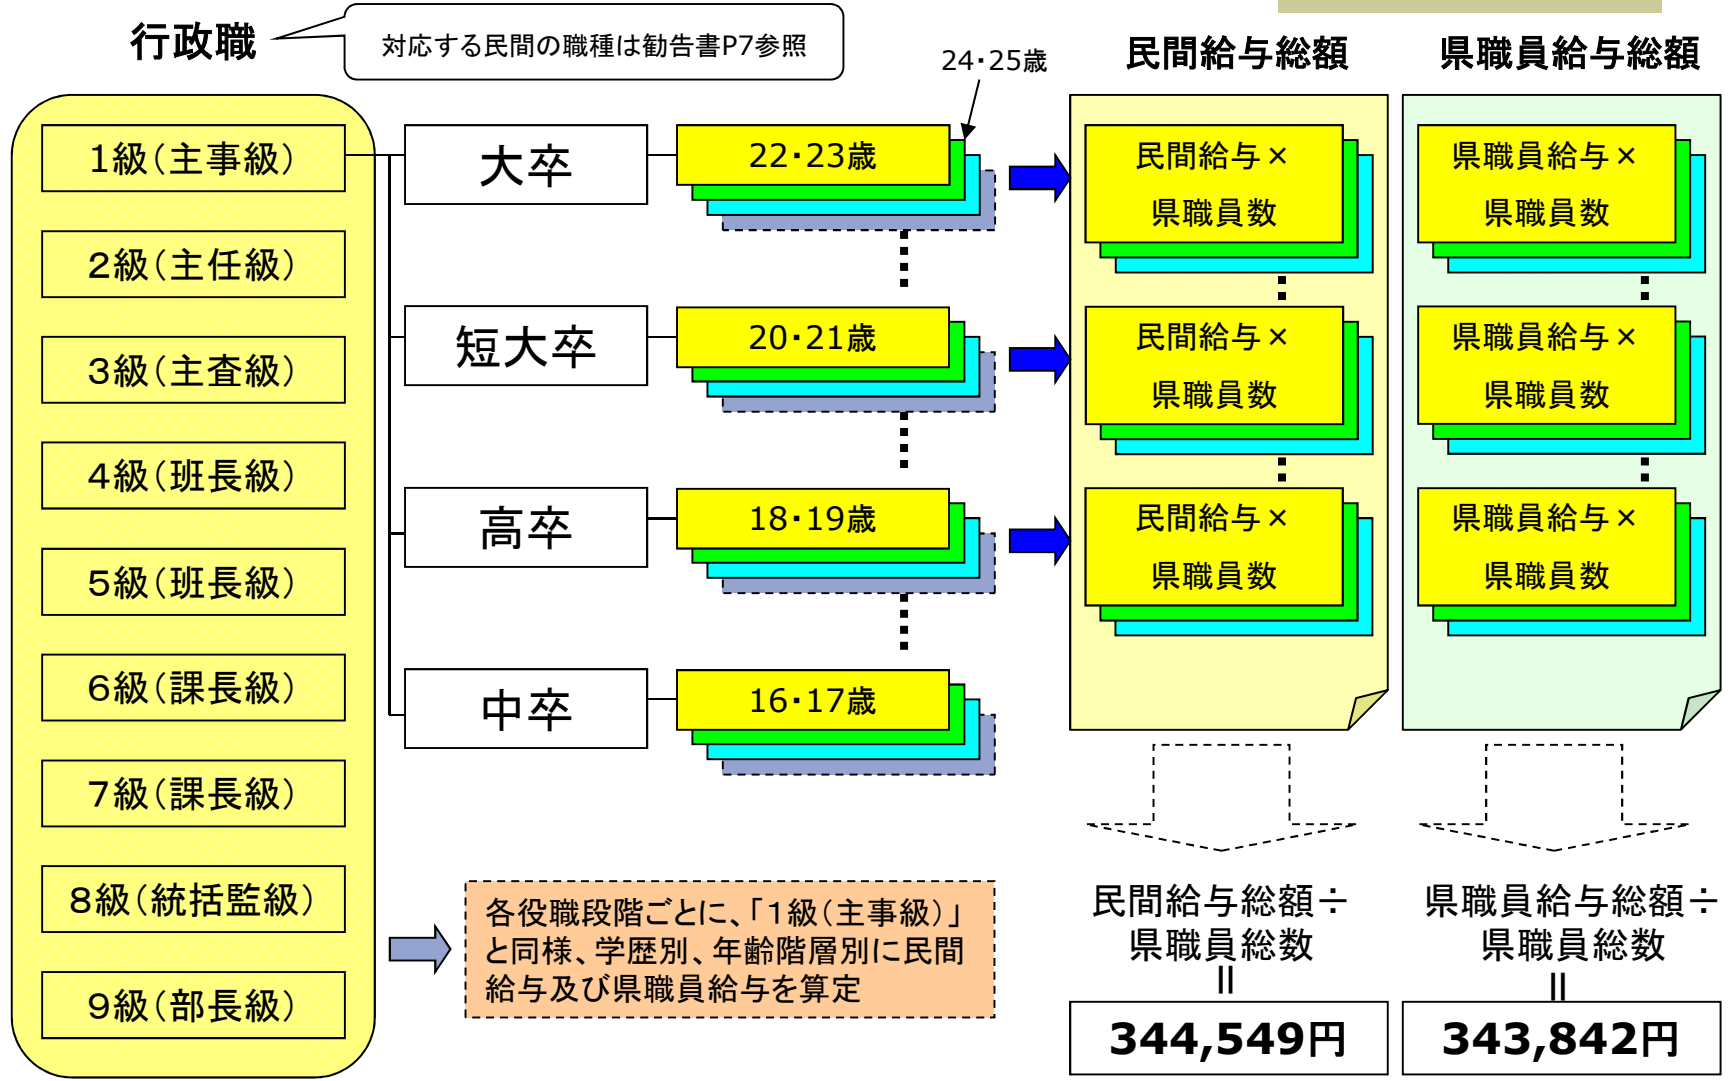 行政職
対応する民間の職種は勧告書P7参照
24・25歳
民間給与総額
県職員給与総額
1級(主事級)
2級(主任級)
3級(主査級)
4級(班長級)
5級(班長級)
6級(課長級)
7級(課長級)
8級(統括監級)
9級(部長級)
大卒
22・23歳
短大卒
20・21歳
高卒
18・19歳
中卒
16・17歳
民間給与×
県職員数
民間給与×
県職員数
民間給与×
県職員数
県職員給与×
県職員数
県職員給与×
県職員数
県職員給与×
県職員数
各役職段階ごとに、「1級(主事級)」
と同様、学歴別、年齢階層別に民間
給与及び県職員給与を算定
民間給与総額÷
県職員総数
=
344,549円
県職員給与総額÷
県職員総数
=
343,842円